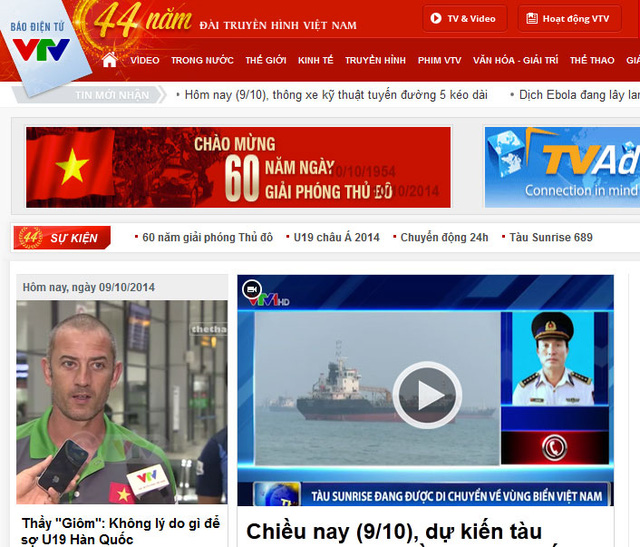 BÁO ĐIỆN TỬ
VTV
44 năm
ĐÀI TRUYỀN HÌNH VIỆT NAM
TV & Video
Hoạt động VTV
VIDEO TRONG NƯỚC THẾ GIỚI KINH TẾ TRUYỀN HÌNH PHIM VTV VĂN HÓA - GIẢI TRÍ THỂ THAO
TIN MỚI NHẬN
Hôm nay (9/10), thông xe kỹ thuật tuyến đường 5 kéo dài
Dịch Ebola đang lây
CHÀO MỪNG
60 NĂM NGÀY
GIẢI PHÓNG THỦ ĐÔ
10/10/1954
10/10/2014
TVAd
Connection in mind
44 SỰ KIỆN
60 năm giải phóng Thủ đô
U19 châu Á 2014
Chuyển động 24h
Tàu Sunrise 689
Hôm nay, ngày 09/10/2014
VTV
Thầy "Giôm": Không lý do gì để
sợ U19 Hàn Quốc
VTV1 HD
TÀU SUNRISE ĐANG ĐƯỢC DI CHUYỂN VỀ VÙNG BIỂN VIỆT NAM
Chiều nay (9/10), dự kiến tàu